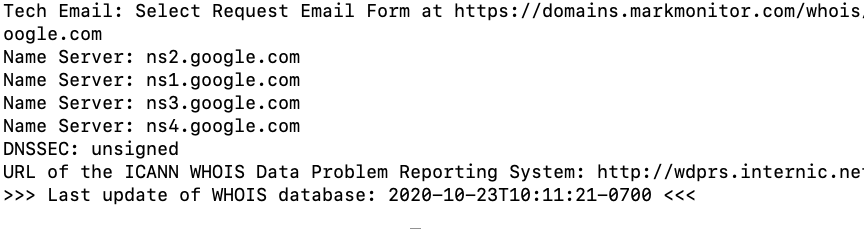 Tech Email: Select Request Email Form at https://domains.markmonitor.com/whois/
oogle.com
Name Server: ns2.google.com
Name Server: ns1.google.com
Name Server: ns3.google.com
Name Server: ns4.google.com
DNSSEC: unsigned
URL of the ICANN WHOIS Data Problem Reporting System: http://wdprs.internic.net
>>> Last update of WHOIS database: 2020-10-23T10:11:21-0700 <<<